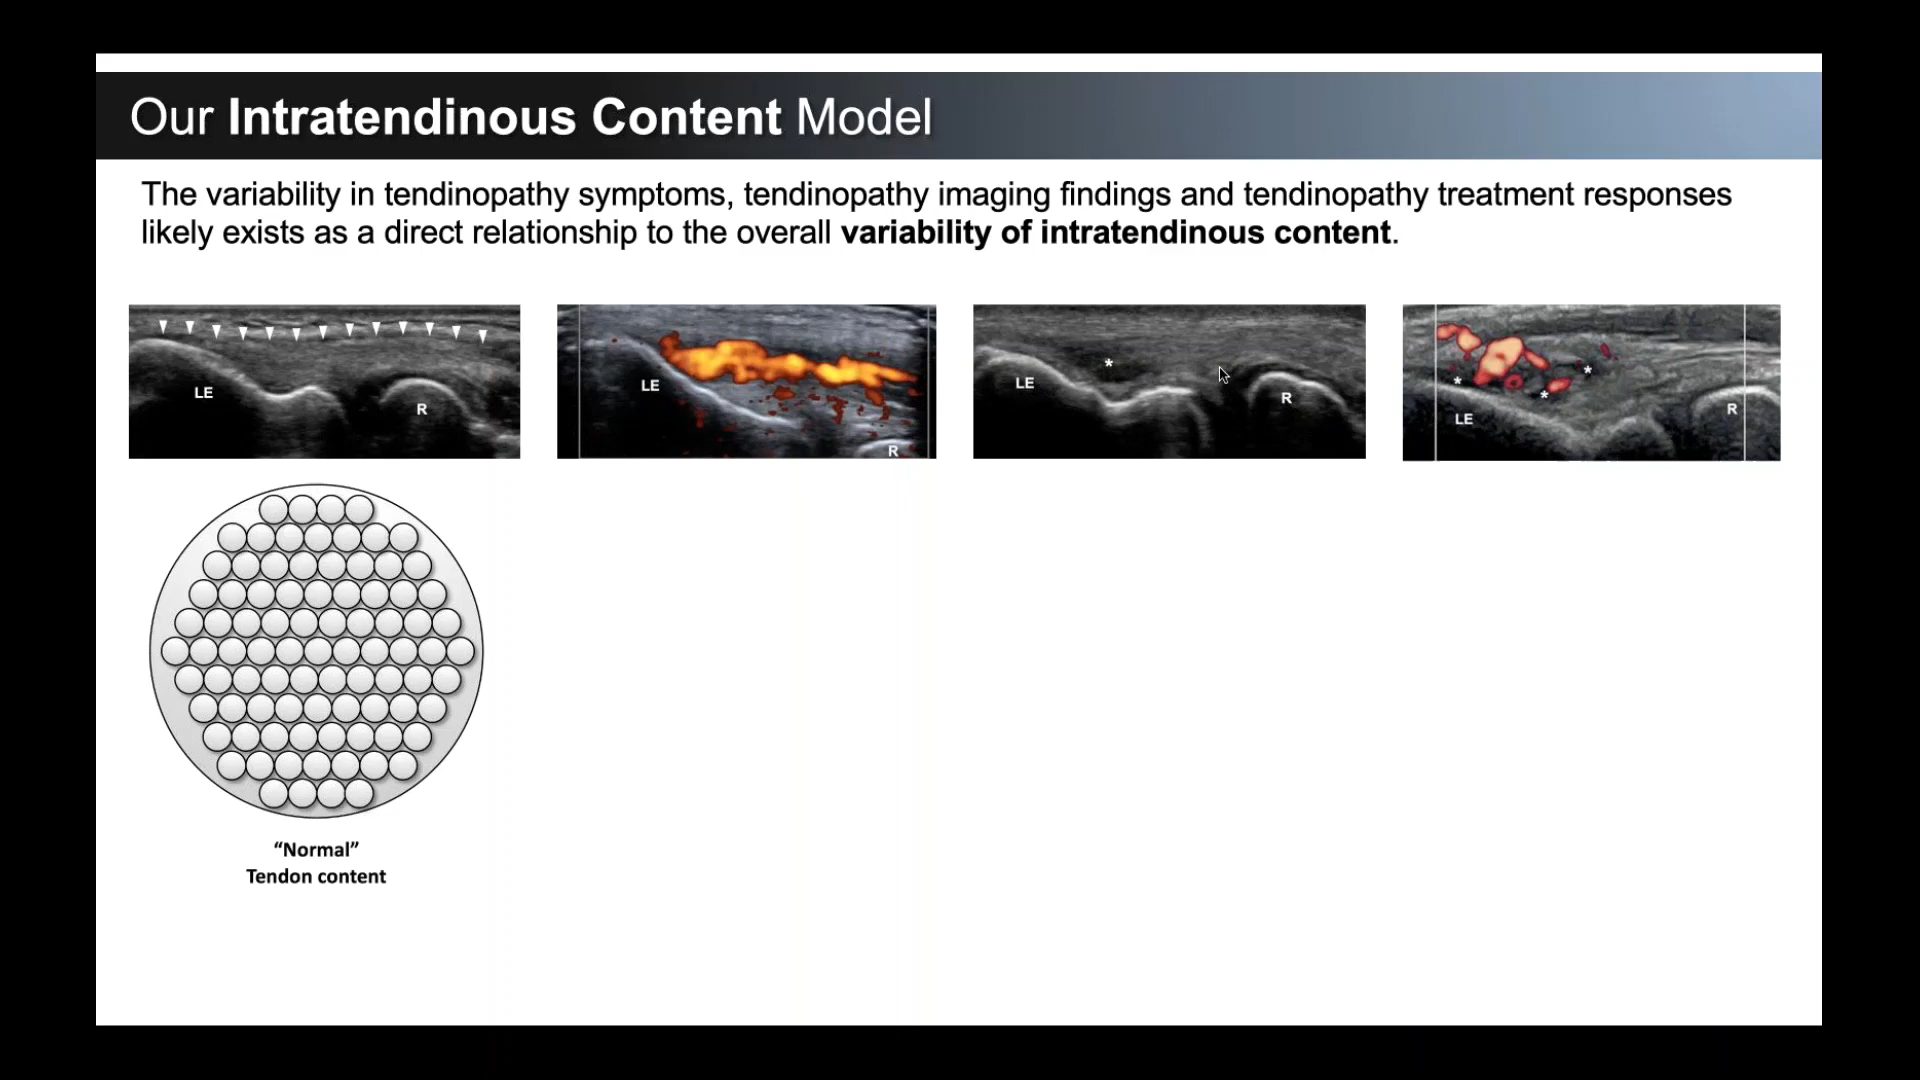 Our Intratendinous Content Model
The variability in tendinopathy symptoms, tendinopathy imaging findings and tendinopathy treatment responses
likely exists as a direct relationship to the overall variability of intratendinous content.
LE
R
LE
R
*
LE
R
*
*
*
LE
R
“Normal”
Tendon content